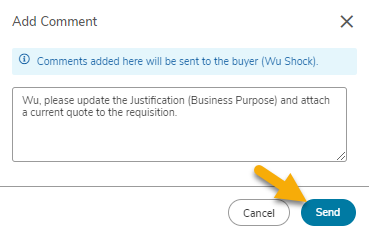 Add Comment
Comments added here will be sent to the buyer (Wu Shock).
Wu, please update the Justification (Business Purpose) and attach
a current quote to the requisition.
Cancel
Send